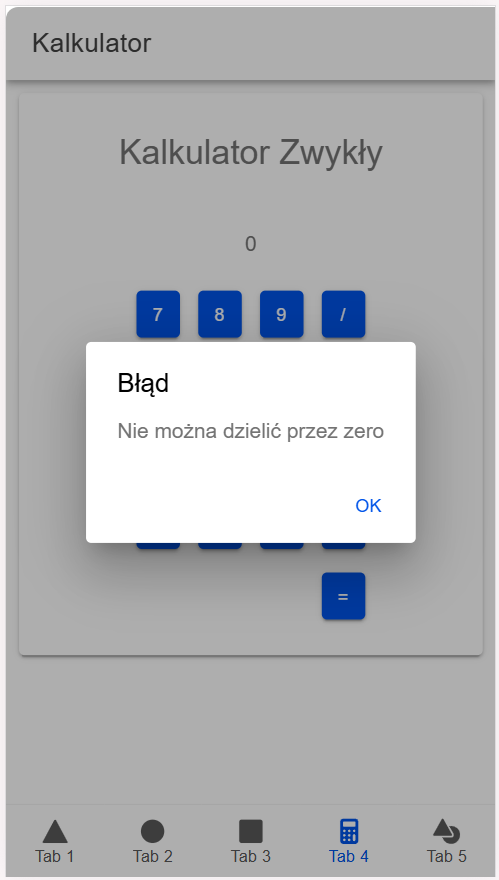 Kalkulator
Kalkulator Zwykły
0
7 8 9 /
Błąd
Nie można dzielić przez zero
OK
=
Tab 1 Tab 2 Tab 3 Tab 4 Tab 5